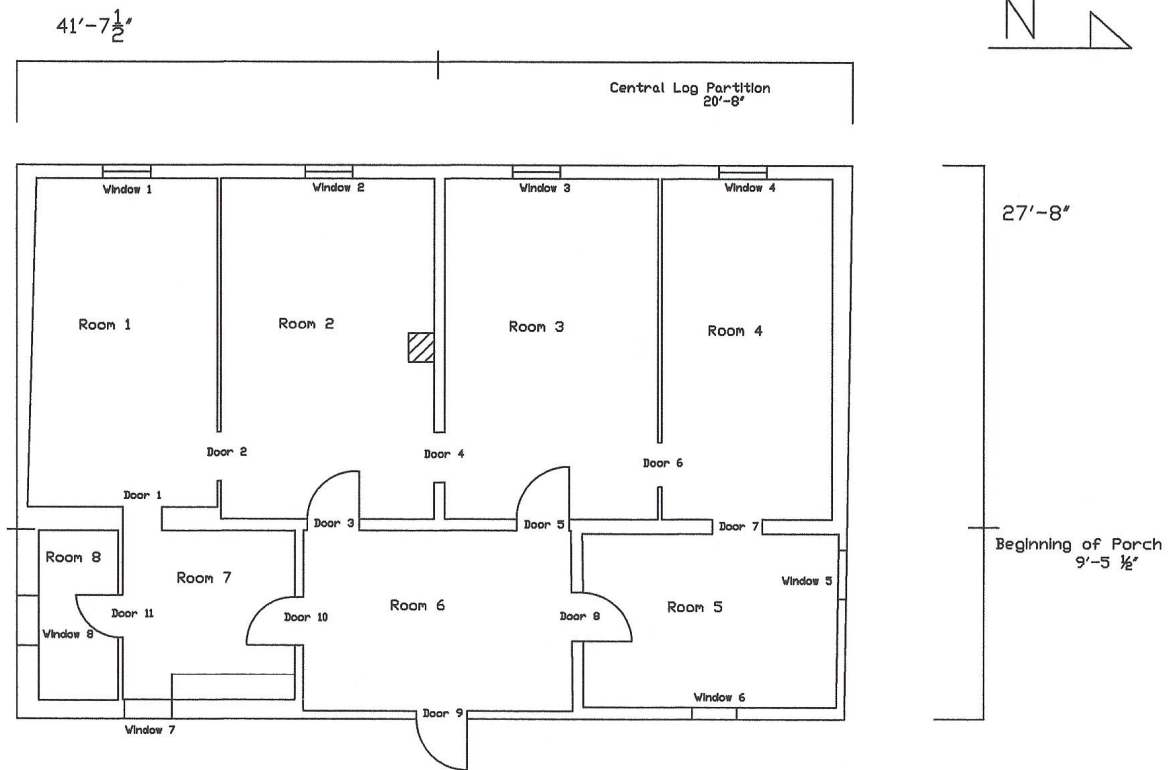 41'-7½"
N
Central Log Partition
20'-8"
Window 1
Window 2
Window 3
Window 4
27'-8"
Room 1
Room 2
Room 3
Room 4
Door 2
Door 4
Door 6
Door 1
Door 3
Door 5
Door 7
Beginning of Porch
9'-5 ½"
Room 8
Room 7
Room 6
Room 5
Window 5
Door 11
Door 10
Door 8
Window 8
Window 6
Door 9
Window 7